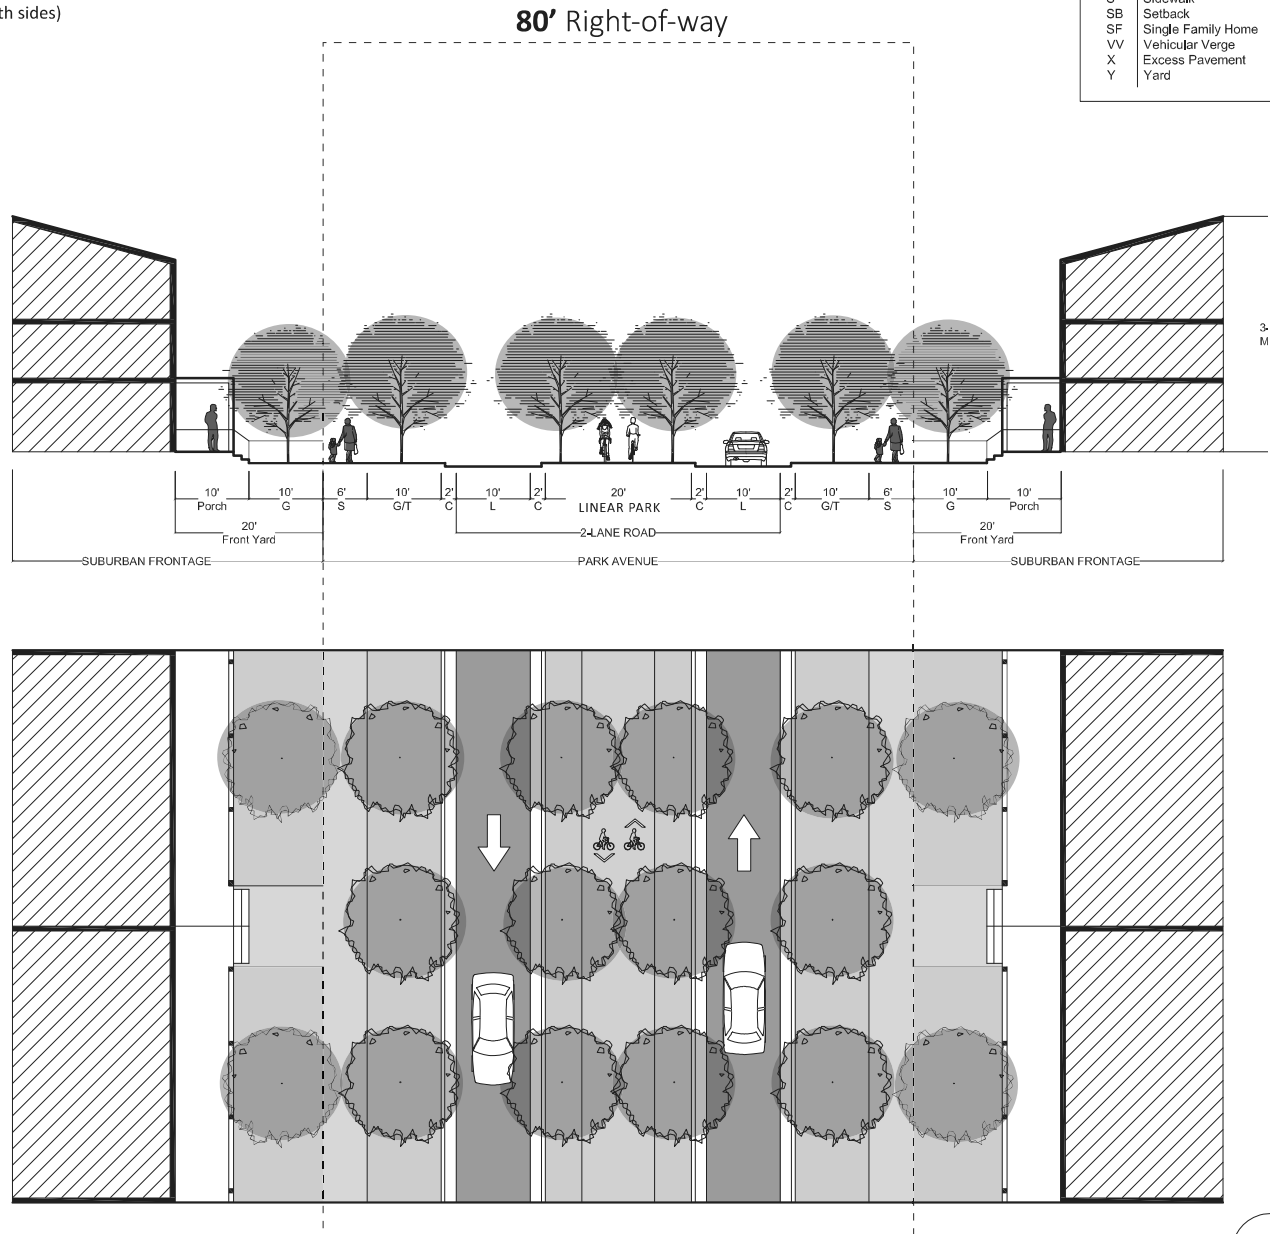 th sides)
80’ Right-of-way
S Sidewalk
SB Setback
SF Single Family Home
VV Vehicular Verge
X Excess Pavement
Y Yard
3-
M
10' 10' 6' 10' 2' 10' 2' 20' 2' 10' 2' 10' 6' 10' 10'
Porch G S G/T C L C LINEAR PARK C L C G/T S G Porch
20' 20'
Front Yard 2-LANE ROAD Front Yard
SUBURBAN FRONTAGE PARK AVENUE SUBURBAN FRONTAGE